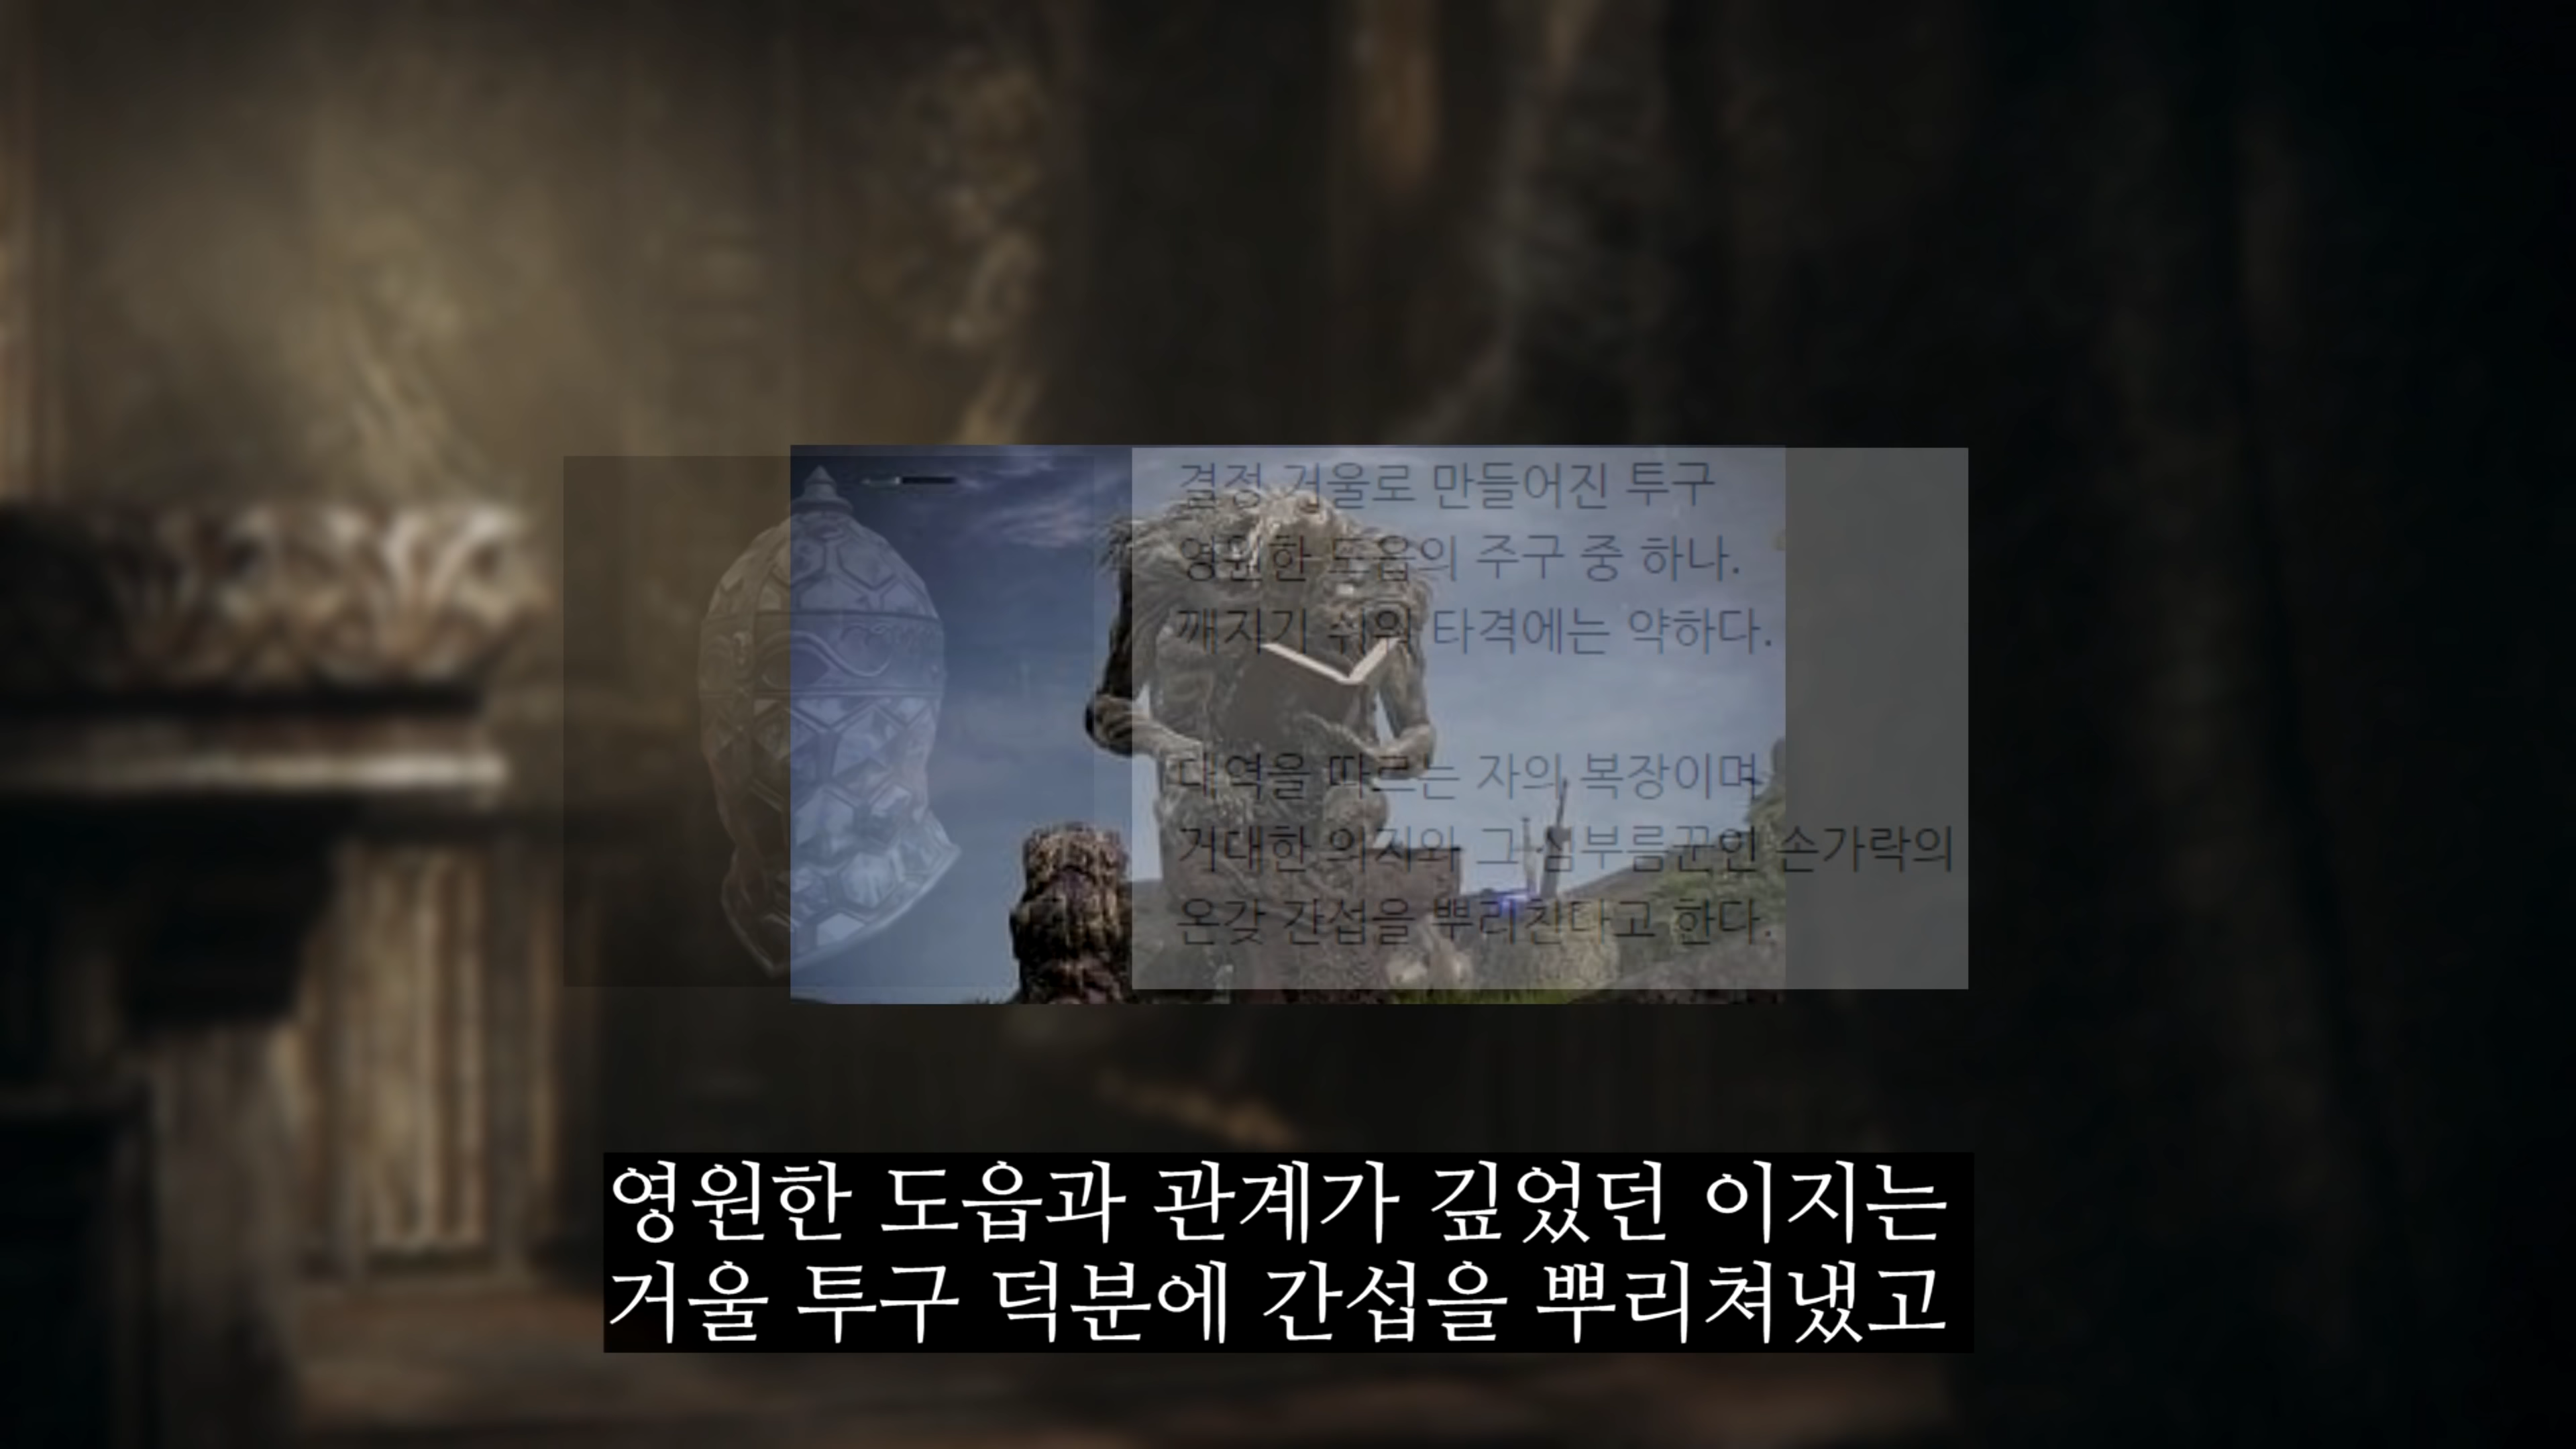 결정 거울로 만들어진 투구
영원한 도읍의 주구 중 하나.
깨지기 쉬워 타격에는 약하다.
대역을 따르는 자의 복장이며
거대한 의지와 그 심부름꾼인 손가락의
온갖 간섭을 뿌리친다고 한다.
영원한 도읍과 관계가 깊었던 이지는
거울 투구 덕분에 간섭을 뿌리쳐냈고